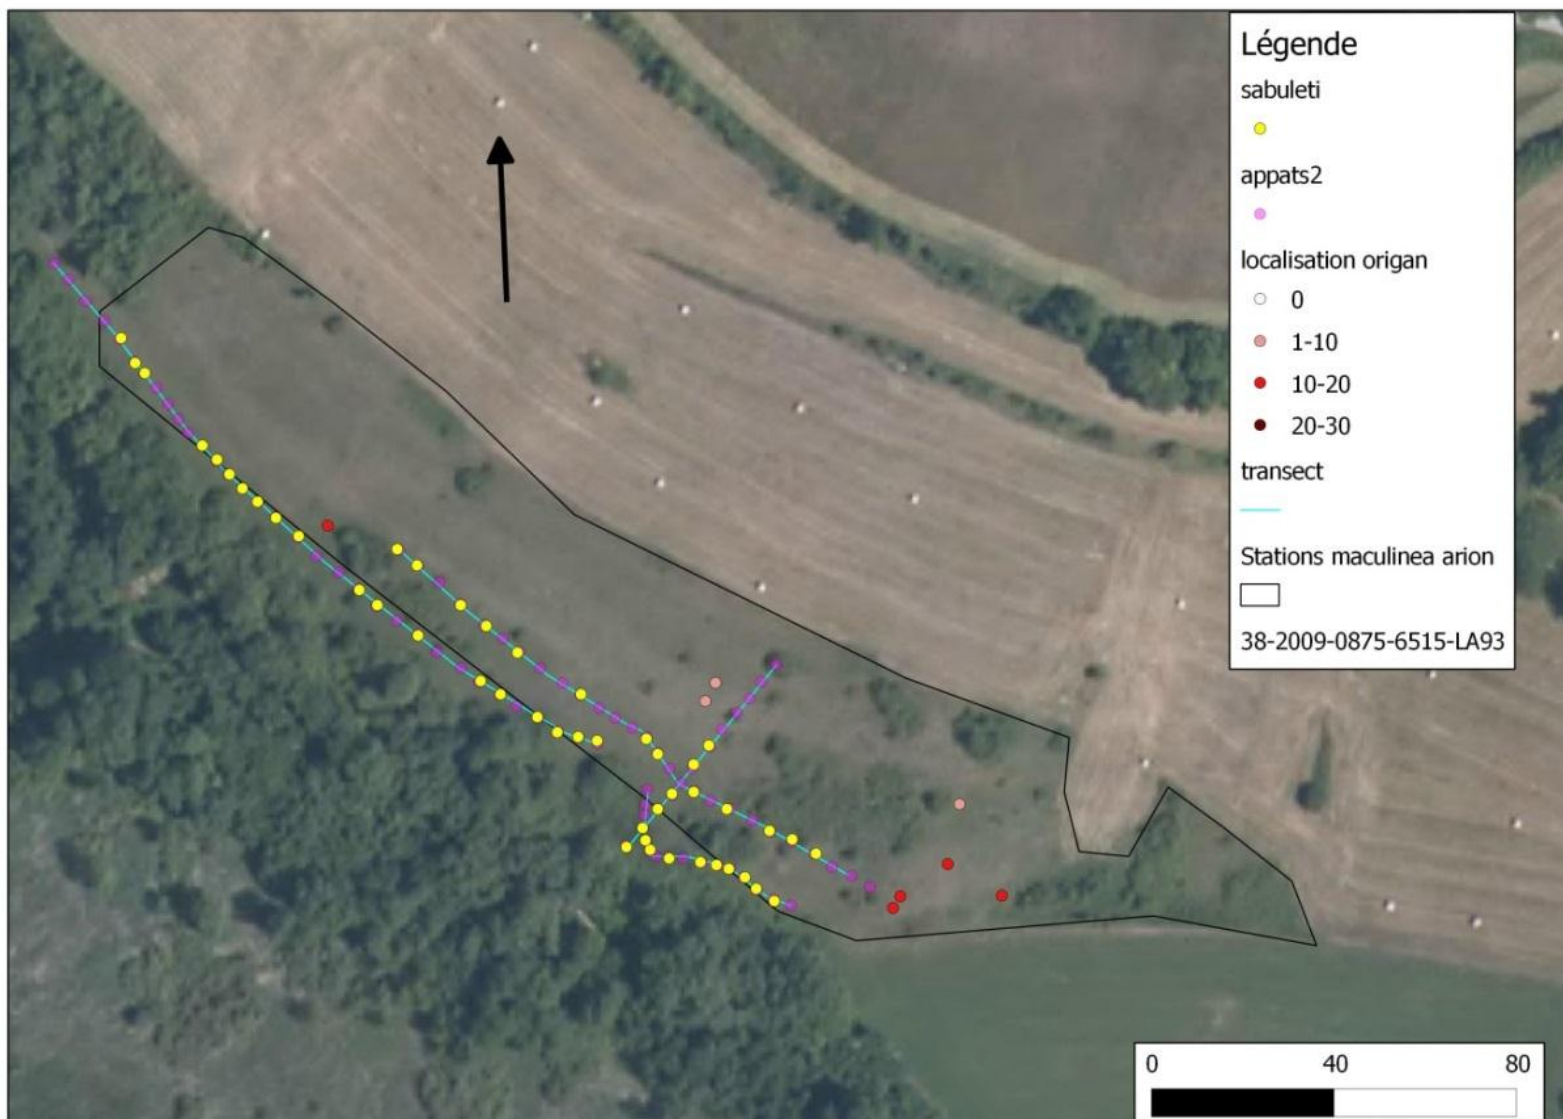 Légende
sabuleti
appats2
localisation origan
0
1-10
10-20
20-30
transect
Stations maculinea arion
38-2009-0875-6515-LA93
0 40 80